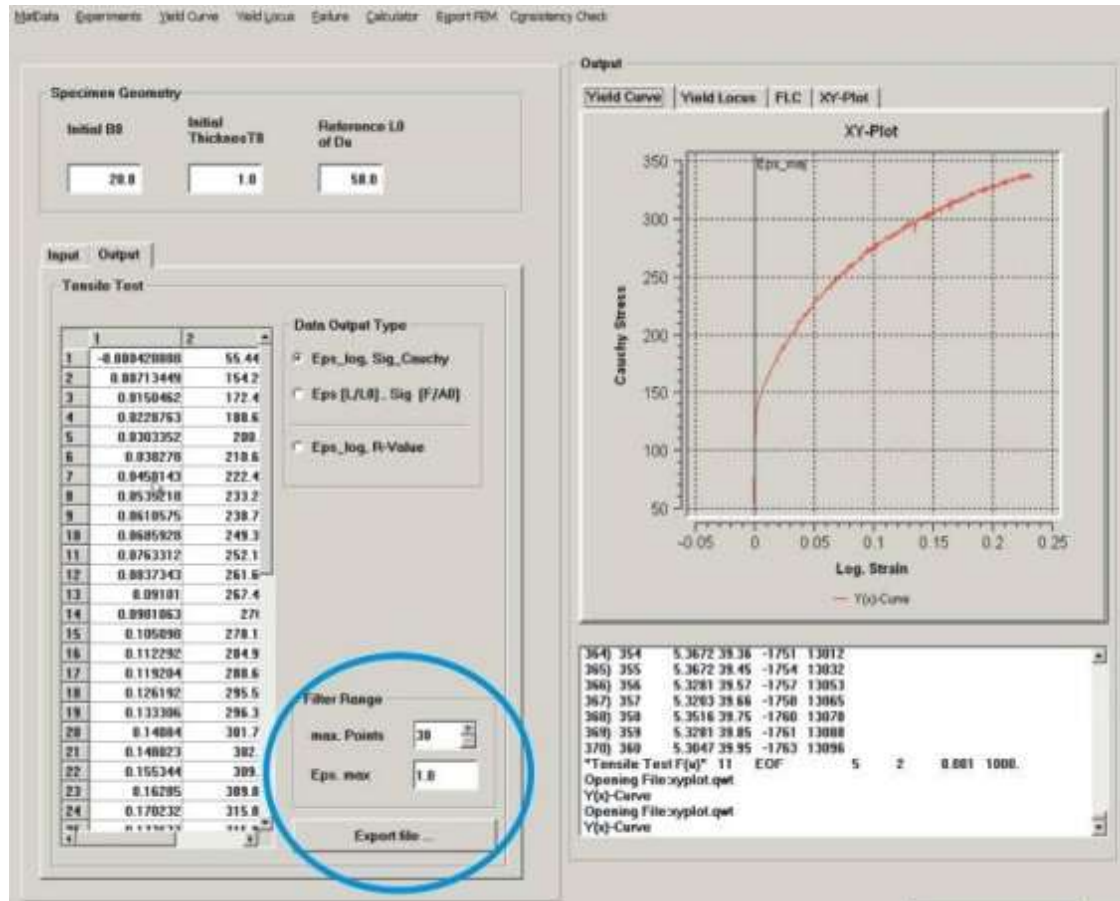 MatData Experiments Yield Curve Yield Locus Failure Calculator Export FEM Consistency Check
Specimen Geometry
Initial B0
Initial ThicknesT0
Reference L0 of De
20.0
1.0
50.0
Input Output
Tensile Test
1 2
1 -0.000420008 55.44
2 0.00713449 154.2
3 0.0150462 172.4
4 0.0228763 188.6
5 0.0303352 200.
6 0.038278 210.6
7 0.0450143 222.4
8 233.2
9 0.0610575 238.7
10 0.0685928 249.3
11 0.0763312 252.1
12 0.0837343 261.6
13 0.09101 267.4
14 0.0981063 27
15 0.105098 278.1
16 0.112292 284.9
17 0.119204 288.6
18 0.126192 295.5
19 0.133306 296.3
20 0.14084 301.7
21 0.148023 302.
22 0.155344 309.
23 0.16285 309.8
24 0.170232 315.8
Data Output Type
Eps_log, Sig_Cauchy
Eps [L/L0] , Sig [F/A0]
Eps_log, R-Value
Filter Range
max. Points
30
Eps. max
1.0
Export file ...
Output
Yield Curve Yield Locus FLC XY-Plot
XY-Plot
Eps_maj
350
300
250
200
150
100
50
Cauchy Stress
-0.05 0 0.05 0.1 0.15 0.2 0.25
Log. Strain
Y(x)-Curve
364) 354 5.3672 39.36 -1751 13012
365) 355 5.3672 39.45 -1754 13032
366) 356 5.3281 39.57 -1757 13053
367) 357 5.3203 39.66 -1758 13065
368) 358 5.3516 39.75 -1760 13078
369) 359 5.3281 39.85 -1761 13088
370) 360 5.3047 39.95 -1763 13096
"Tensile Test F(u)" 11 EOF 5 2 0.001 1000.
Opening File:xyplot.qwt
Y(x)-Curve
Opening File:xyplot.qwt
Y(x)-Curve